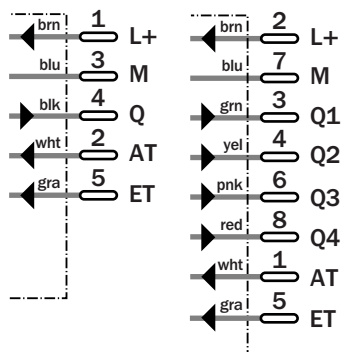 brn 1 L+
blu 3 M
blk 4 Q
wht 2 AT
gra 5 ET
brn 2 L+
blu 7 M
grn 3 Q1
yel 4 Q2
pnk 6 Q3
red 8 Q4
wht 1 AT
gra 5 ET